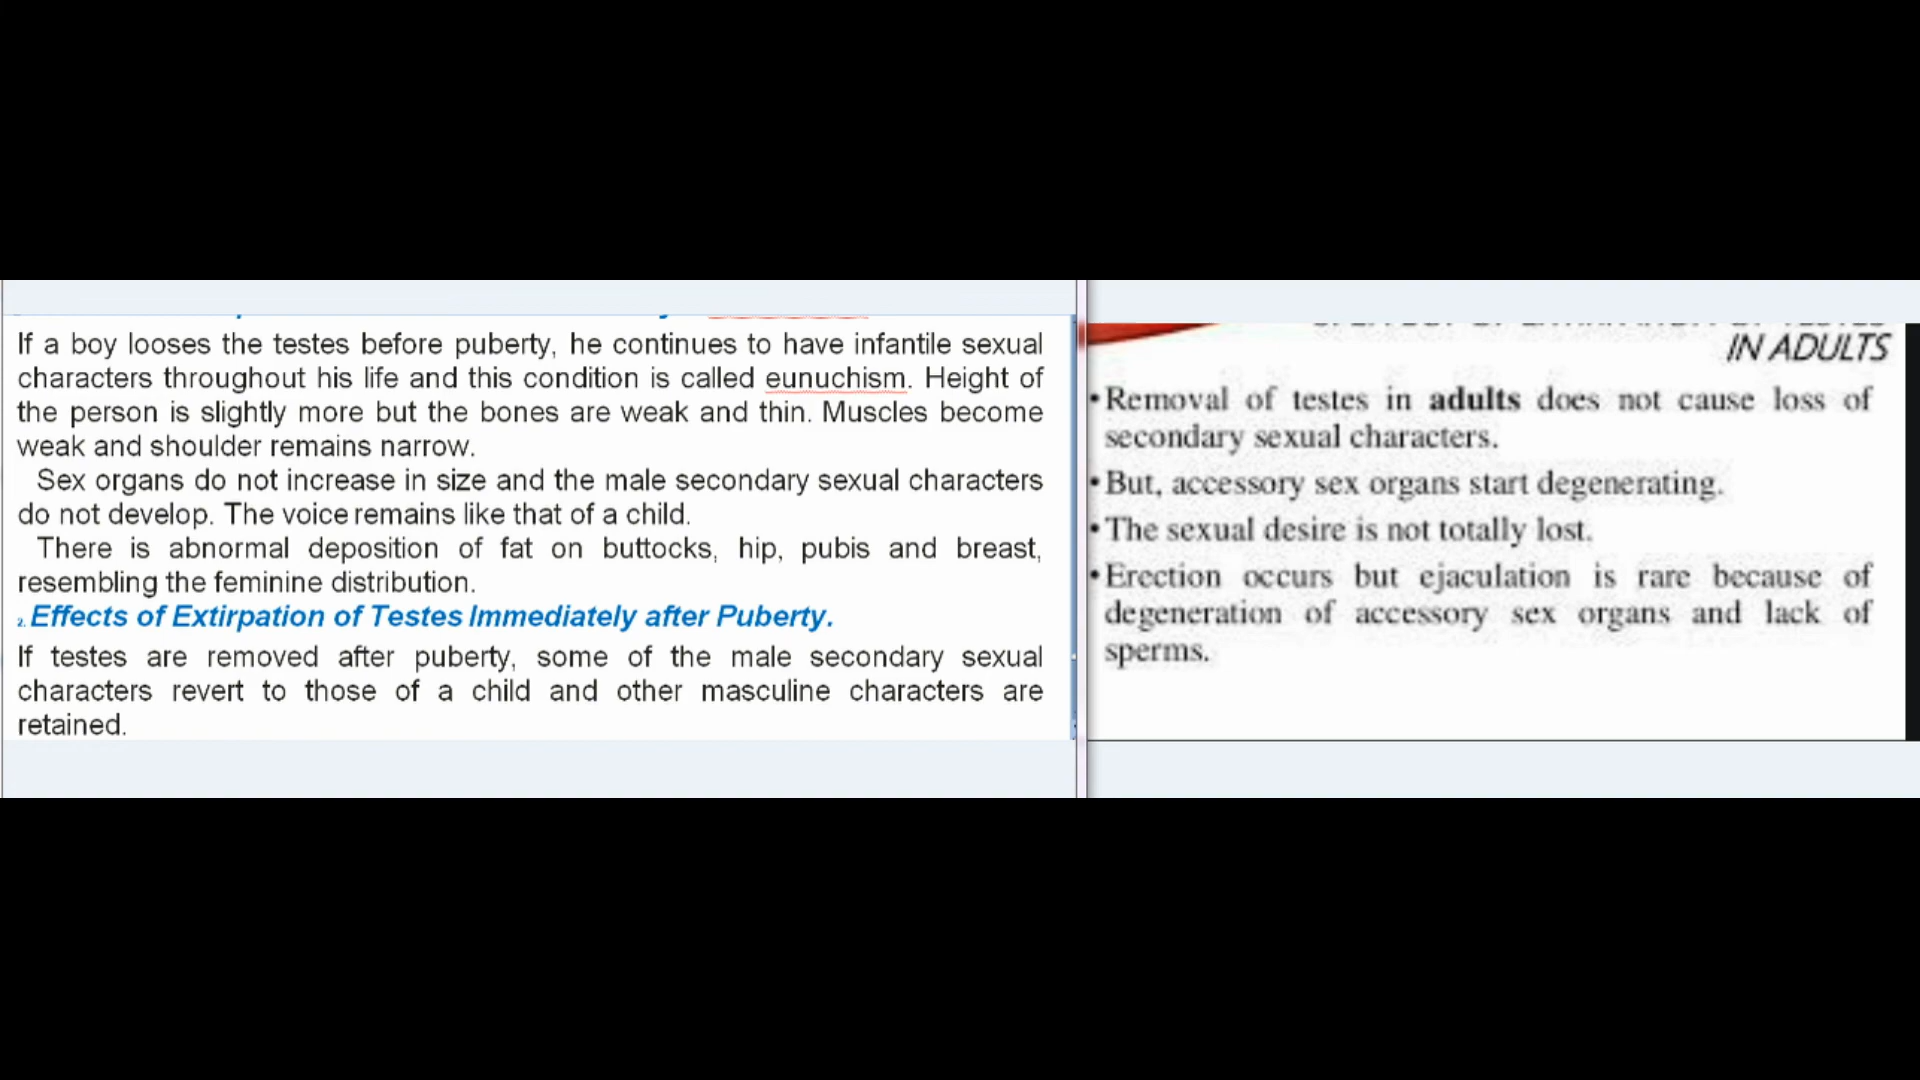 If a boy looses the testes before puberty, he continues to have infantile sexual
characters throughout his life and this condition is called eunuchism. Height of
the person is slightly more but the bones are weak and thin. Muscles become
weak and shoulder remains narrow.
Sex organs do not increase in size and the male secondary sexual characters
do not develop. The voice remains like that of a child.
There is abnormal deposition of fat on buttocks, hip, pubis and breast,
resembling the feminine distribution.
2. Effects of Extirpation of Testes Immediately after Puberty.
If testes are removed after puberty, some of the male secondary sexual
characters revert to those of a child and other masculine characters are
retained.
IN ADULTS
•Removal of testes in adults does not cause loss of
secondary sexual characters.
•But, accessory sex organs start degenerating.
•The sexual desire is not totally lost.
•Erection occurs but ejaculation is rare because of
degeneration of accessory sex organs and lack of
sperms.